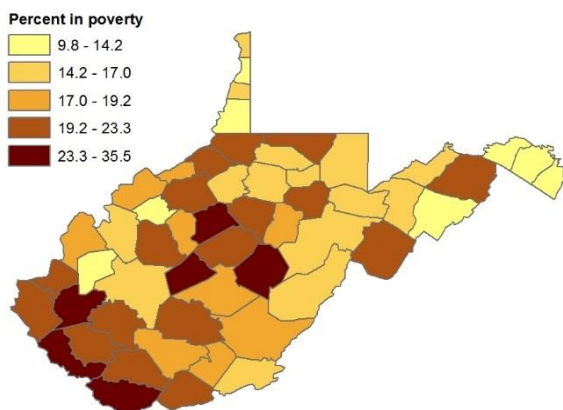 Percent in poverty
9.8 - 14.2
14.2 - 17.0
17.0 - 19.2
19.2 - 23.3
23.3 - 35.5